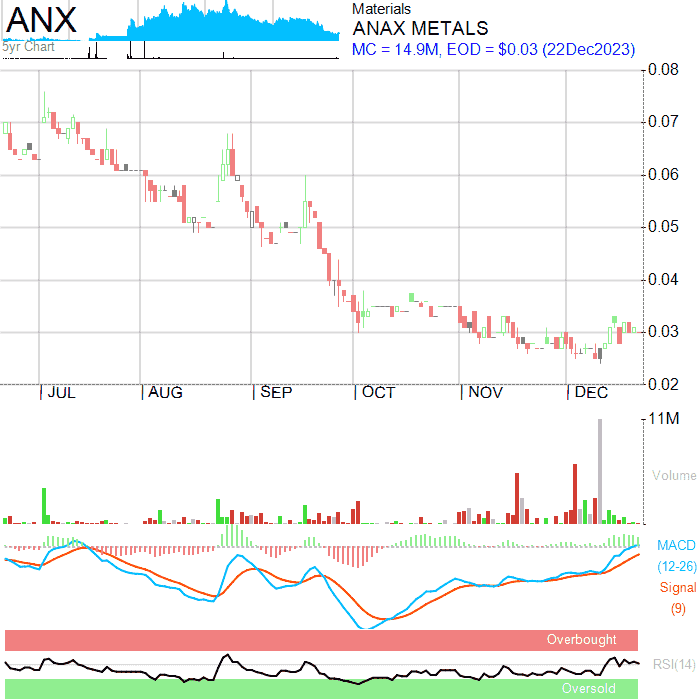 ANX
5yr Chart
Materials
ANAX METALS
MC = 14.9M, EOD = $0.03 (22Dec2023)
0.08
0.07
0.06
0.05
0.04
0.03
0.02
JUL
AUG
SEP
OCT
NOV
DEC
11M
Volume
MACD
(12-26)
Signal
(9)
Overbought
RSI(14)
Oversold